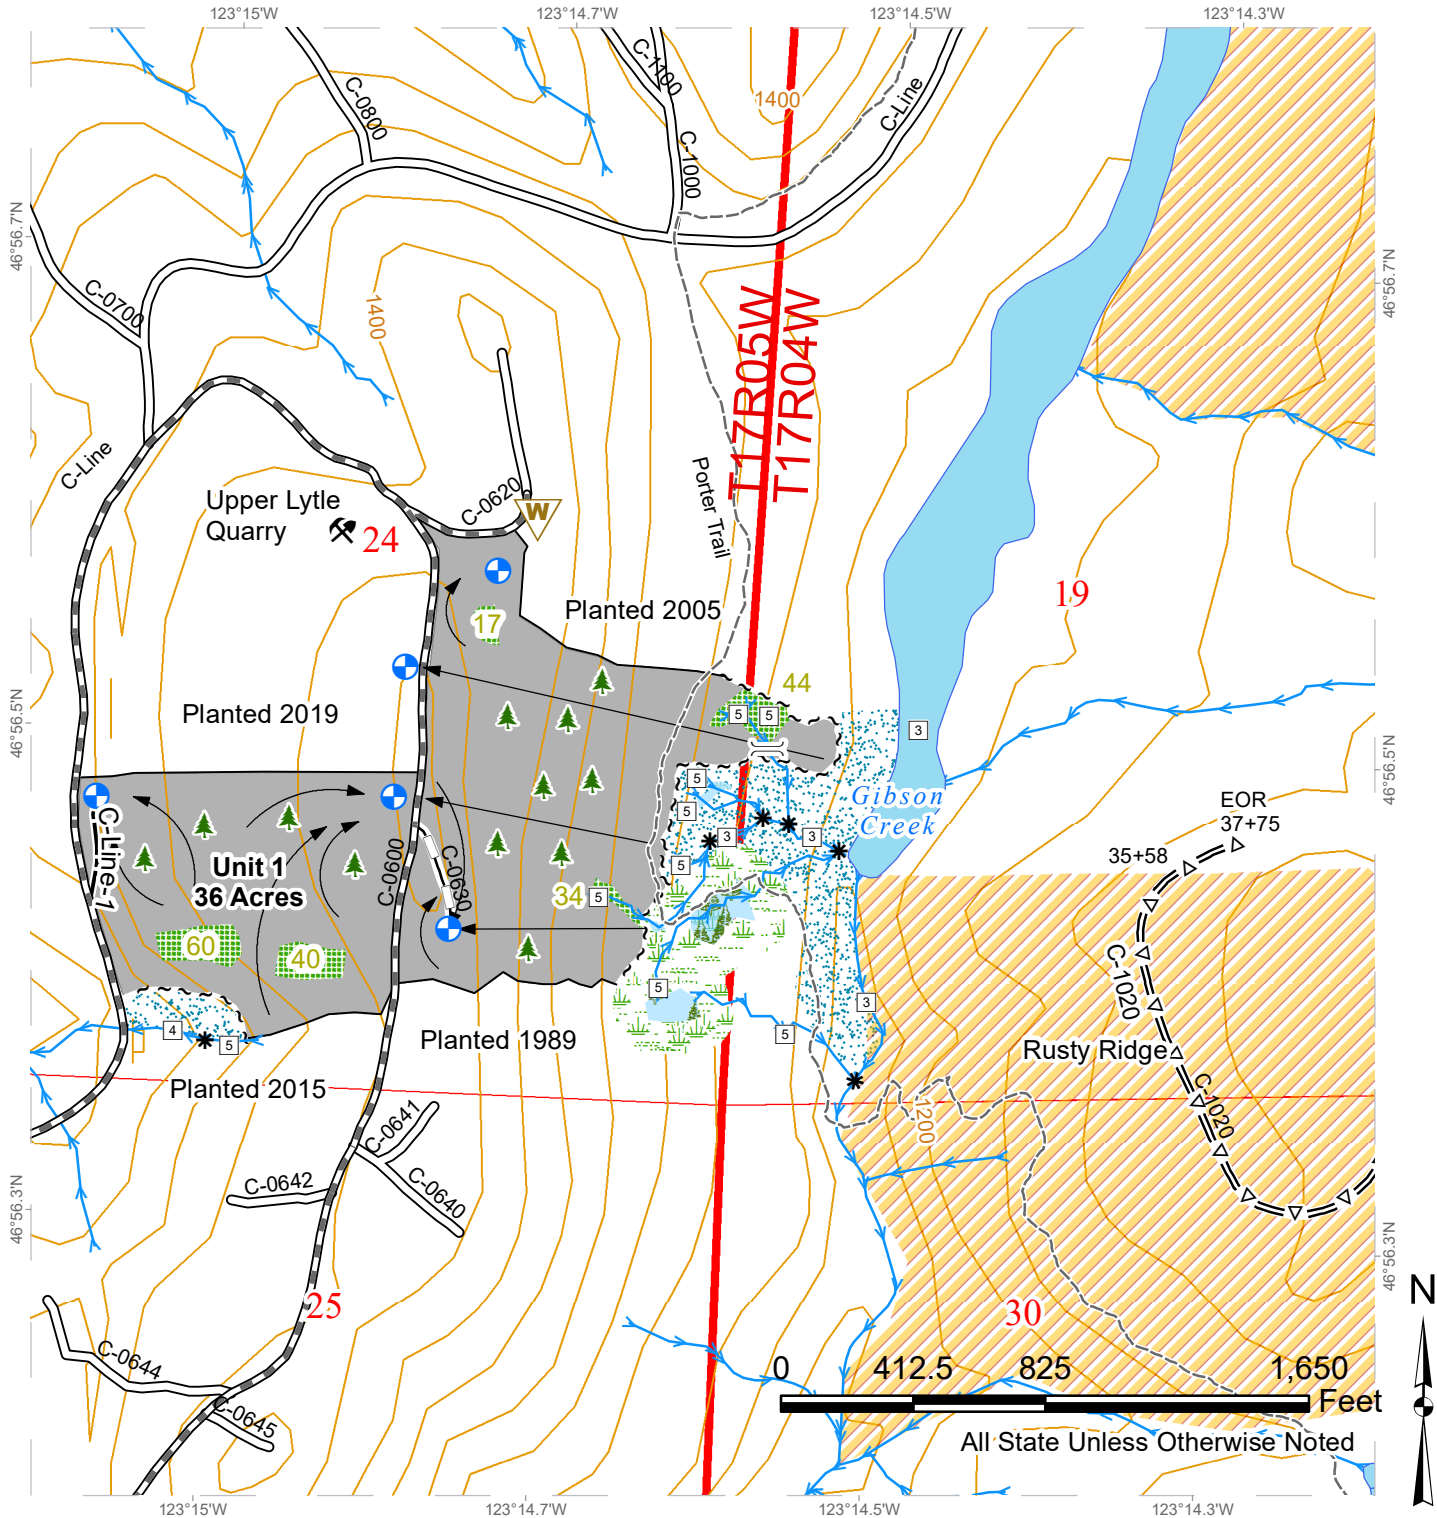 123°15'W
123°14.7'W
123°14.5'W
123°14.3'W
C-0800
C-1100
C-1000
C-Line
1400
46°56.7'N
46°56.7'N
C-0700
1400
T17R05W
T17R04W
C-Line
Porter Trail
Upper Lytle
Quarry
24
C-0620
W
19
17
Planted 2005
44
46°56.5'N
46°56.5'N
Planted 2019
5
5
3
5
5
3
3
5
Gibson
Creek
EOR
37+75
35+58
C-Line-1
Unit 1
36 Acres
C-0600
C-0630
34
5
60
40
C-1020
5
3
4
5
5
Planted 1989
Rusty Ridge
Planted 2015
C-1020
1200
C-0641
C-0642
C-0640
46°56.3'N
46°56.3'N
N
25
30
C-0644
C-0645
0
412.5
825
1,650
Feet
All State Unless Otherwise Noted
123°15'W
123°14.7'W
123°14.5'W
123°14.3'W